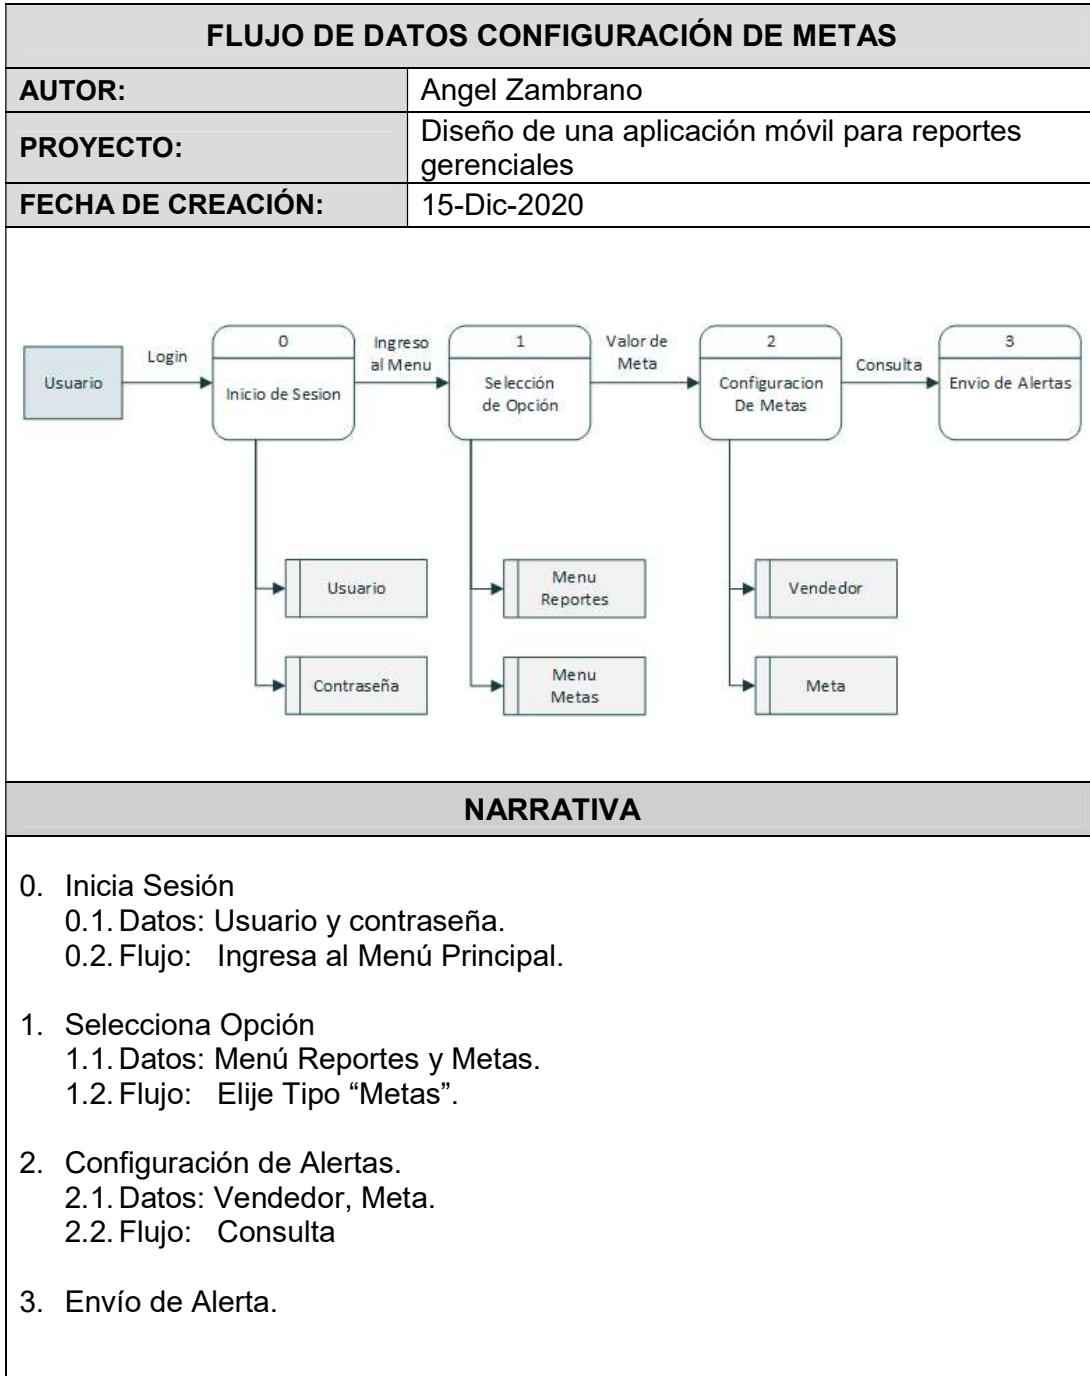 FLUJO DE DATOS CONFIGURACIÓN DE METAS
AUTOR: Angel Zambrano
PROYECTO: Diseño de una aplicación móvil para reportes
gerenciales
FECHA DE CREACIÓN: 15-Dic-2020
Usuario
Login
0
Inicio de Sesion
Ingreso
al Menu
1
Selección
de Opción
Valor de
Meta
2
Configuracion
De Metas
Consulta
3
Envio de Alertas
Usuario
Contraseña
Menu
Reportes
Menu
Metas
Vendedor
Meta
NARRATIVA
0. Inicia Sesión
0.1. Datos: Usuario y contraseña.
0.2. Flujo: Ingresa al Menú Principal.
1. Selecciona Opción
1.1. Datos: Menú Reportes y Metas.
1.2. Flujo: Elije Tipo “Metas”.
2. Configuración de Alertas.
2.1. Datos: Vendedor, Meta.
2.2. Flujo: Consulta
3. Envío de Alerta.